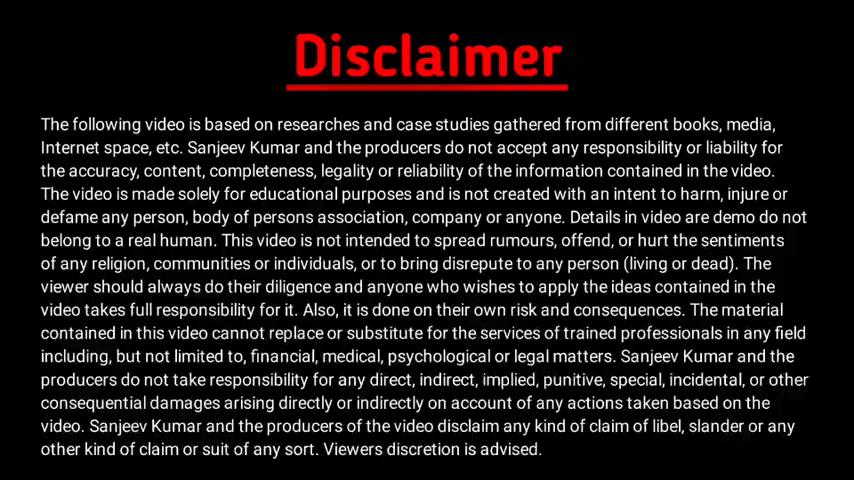 Disclaimer
The following video is based on researches and case studies gathered from different books, media,
Internet space, etc. Sanjeev Kumar and the producers do not accept any responsibility or liability for
the accuracy, content, completeness, legality or reliability of the information contained in the video.
The video is made solely for educational purposes and is not created with an intent to harm, injure or
defame any person, body of persons association, company or anyone. Details in video are demo do not
belong to a real human. This video is not intended to spread rumours, offend, or hurt the sentiments
of any religion, communities or individuals, or to bring disrepute to any person (living or dead). The
viewer should always do their diligence and anyone who wishes to apply the ideas contained in the
video takes full responsibility for it. Also, it is done on their own risk and consequences. The material
contained in this video cannot replace or substitute for the services of trained professionals in any field
including, but not limited to, financial, medical, psychological or legal matters. Sanjeev Kumar and the
producers do not take responsibility for any direct, indirect, implied, punitive, special, incidental, or other
consequential damages arising directly or indirectly on account of any actions taken based on the
video. Sanjeev Kumar and the producers of the video disclaim any kind of claim of libel, slander or any
other kind of claim or suit of any sort. Viewers discretion is advised.